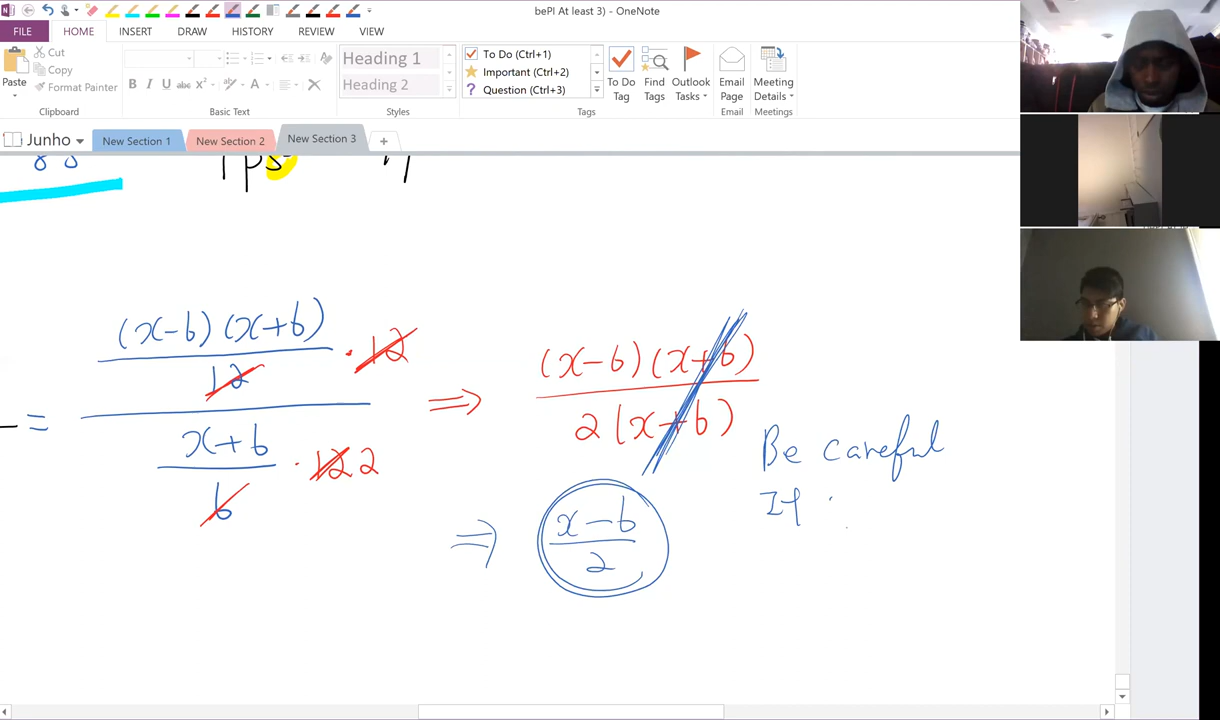 bePl At least 3) - OneNote
FILE HOME INSERT DRAW HISTORY REVIEW VIEW
Paste
Cut
Copy
Format Painter
Clipboard
B I U abc
Basic Text
Heading 1
Heading 2
Styles
To Do (Ctrl+1)
Important (Ctrl+2)
Question (Ctrl+3)
To Do Tag
Find Tags
Tags
Outlook Tasks
Email Page
Email
Meeting Details
Meetings
Junho New Section 1 New Section 2 New Section 3 +
= (x-6)(x+6)/12 · 12
x+6/6 · 12 2
⇒ (x-6)(x+6)/2(x+6)
⇒ x-6/2
Be careful
If